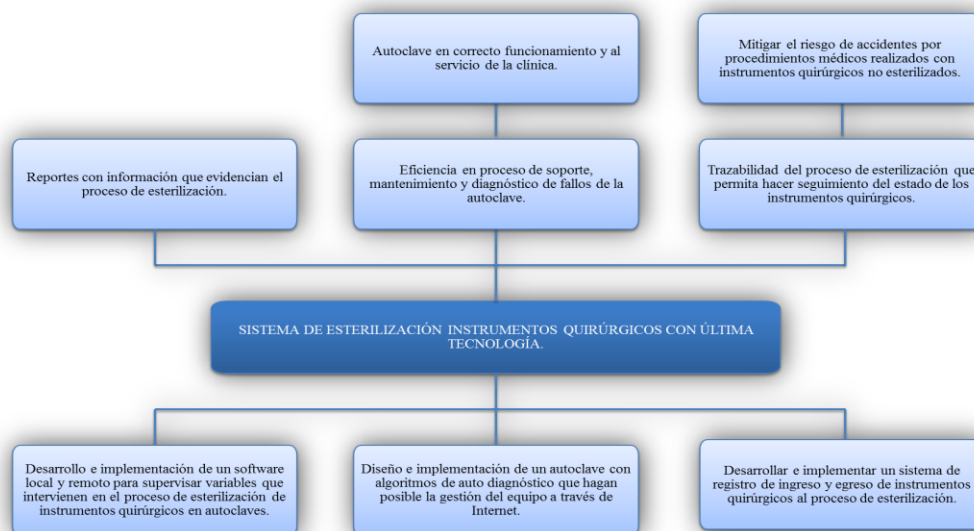 Autoclave en correcto funcionamiento y al
servicio de la clínica.
Mitigar el riesgo de accidentes por
procedimientos médicos realizados con
instrumentos quirúrgicos no esterilizados.
Reportes con información que evidencian el
proceso de esterilización.
Eficiencia en proceso de soporte,
mantenimiento y diagnóstico de fallos de la
autoclave.
Trazabilidad del proceso de esterilización que
permita hacer seguimiento del estado de los
instrumentos quirúrgicos.
SISTEMA DE ESTERILIZACIÓN INSTRUMENTOS QUIRÚRGICOS CON ÚLTIMA
TECNOLOGÍA.
Desarrollo e implementación de un software
local y remoto para supervisar variables que
intervienen en el proceso de esterilización de
instrumentos quirúrgicos en autoclaves.
Diseño e implementación de un autoclave con
algoritmos de auto diagnóstico que hagan
posible la gestión del equipo a través de
Internet.
Desarrollar e implementar un sistema de
registro de ingreso y egreso de instrumentos
quirúrgicos al proceso de esterilización.